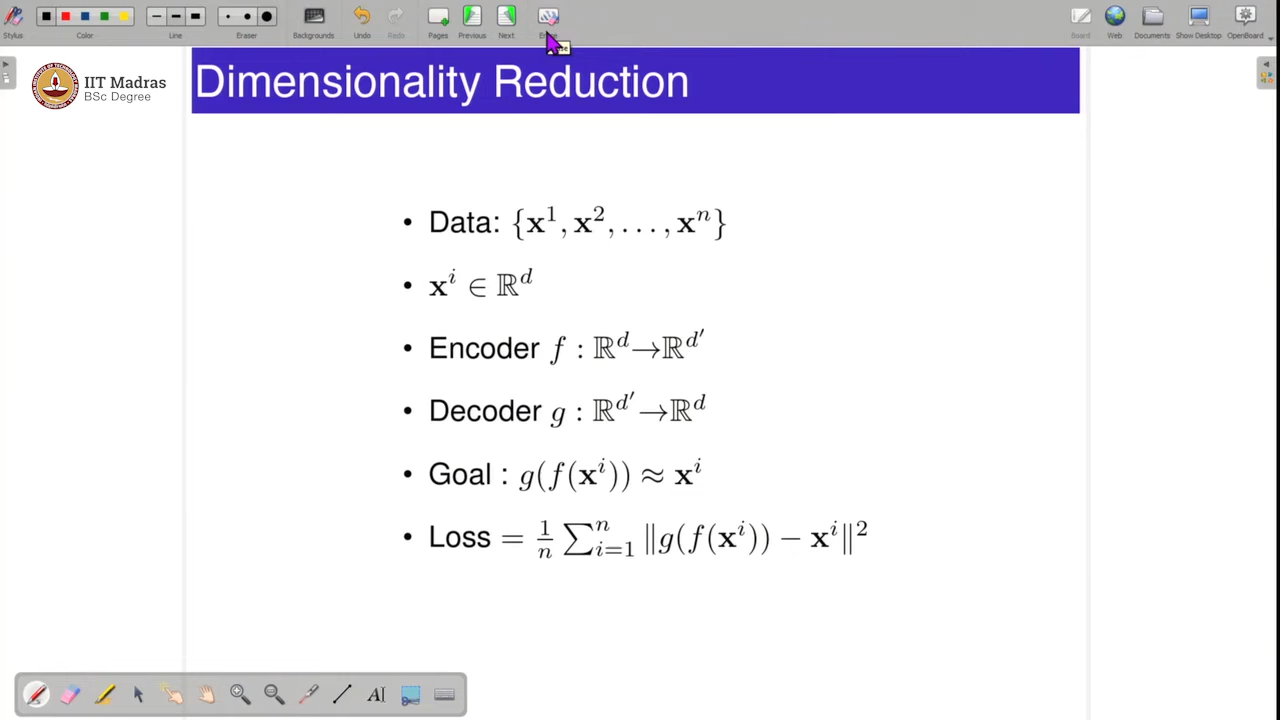 Stylus
Color
Line
Eraser
Backgrounds
Undo
Redo
Pages
Previous
Next
Board
Web
Documents
Show Desktop
OpenBoard
IIT Madras
BSc Degree
Dimensionality Reduction
• Data: {x¹, x², . . . , xⁿ}
• xⁱ ∈ ℝᵈ
• Encoder f : ℝᵈ→ℝᵈ′
• Decoder g : ℝᵈ′→ℝᵈ
• Goal : g(f(xⁱ)) ≈ xⁱ
• Loss = 1/n ∑ⁿᵢ₌₁ ‖g(f(xⁱ)) − xⁱ‖²
AI